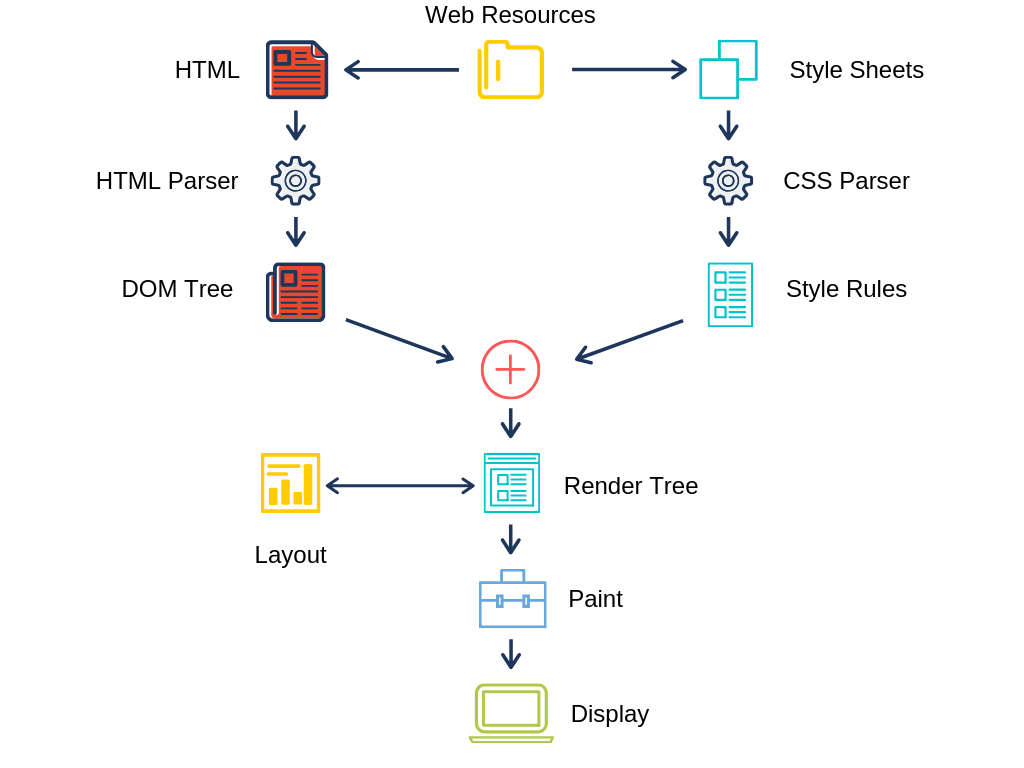 Web Resources
HTML
Style Sheets
HTML Parser
CSS Parser
DOM Tree
Style Rules
Render Tree
Layout
Paint
Display